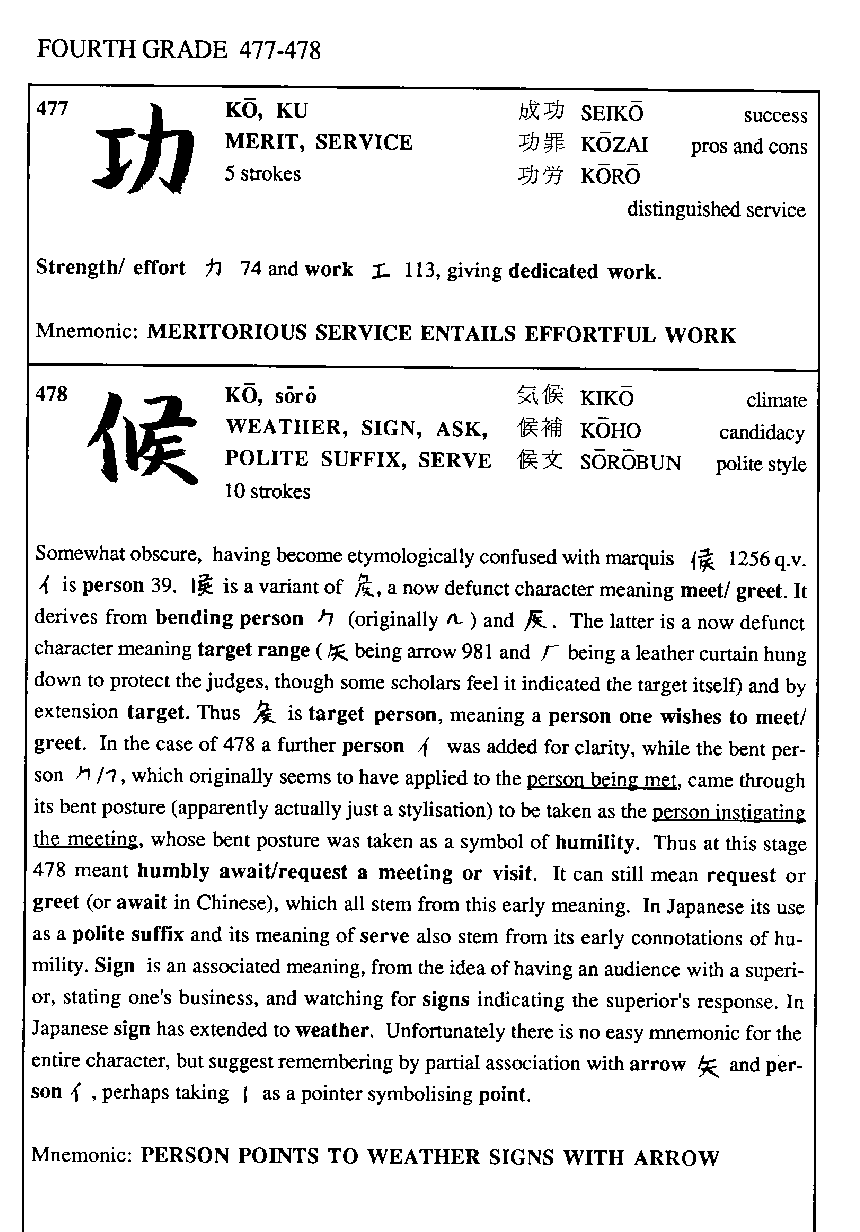 FOURTH GRADE 477-478
477 功 KŌ, KU 成功 SEIKŌ success
MERIT, SERVICE 功罪 KŌZAI pros and cons
5 strokes 功労 KŌRŌ
distinguished service
Strength/ effort 力 74 and work 工 113, giving dedicated work.
Mnemonic: MERITORIOUS SERVICE ENTAILS EFFORTFUL WORK
478 候 KŌ, sōrō 気候 KIKŌ climate
WEATHER, SIGN, ASK, 候補 KŌHO candidacy
POLITE SUFFIX, SERVE 候文 SŌRŌBUN polite style
10 strokes
Somewhat obscure, having become etymologically confused with marquis 侯 1256 q.v.
亻 is person 39. is a variant of , a now defunct character meaning meet/ greet. It
derives from bending person (originally ) and . The latter is a now defunct
character meaning target range ( 矢 being arrow 981 and 厂 being a leather curtain hung
down to protect the judges, though some scholars feel it indicated the target itself) and by
extension target. Thus is target person, meaning a person one wishes to meet/
greet. In the case of 478 a further person 亻 was added for clarity, while the bent per-
son / , which originally seems to have applied to the person being met, came through
its bent posture (apparently actually just a stylisation) to be taken as the person instigating
the meeting, whose bent posture was taken as a symbol of humility. Thus at this stage
478 meant humbly await/request a meeting or visit. It can still mean request or
greet (or await in Chinese), which all stem from this early meaning. In Japanese its use
as a polite suffix and its meaning of serve also stem from its early connotations of hu-
mility. Sign is an associated meaning, from the idea of having an audience with a superi-
or, stating one's business, and watching for signs indicating the superior's response. In
Japanese sign has extended to weather. Unfortunately there is no easy mnemonic for the
entire character, but suggest remembering by partial association with arrow 矢 and per-
son 亻 , perhaps taking 丨 as a pointer symbolising point.
Mnemonic: PERSON POINTS TO WEATHER SIGNS WITH ARROW